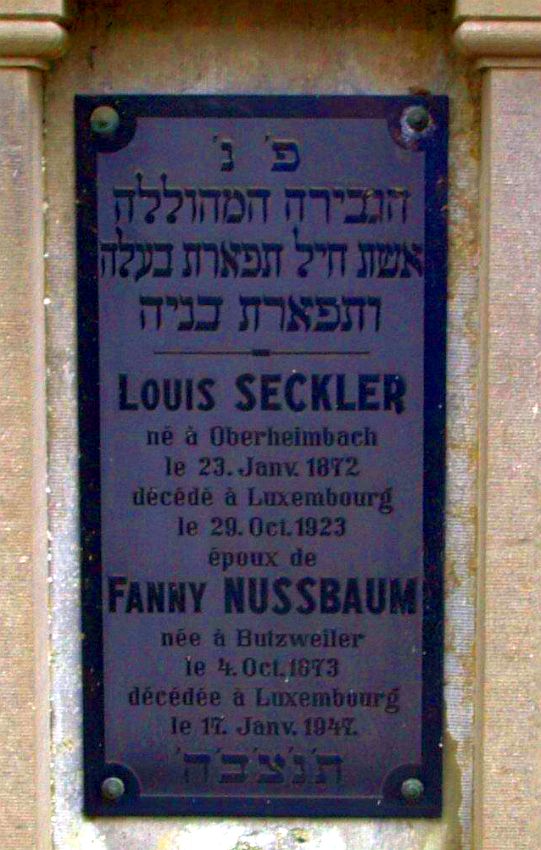 פ׳ נ׳
הגבירה המהוללה
אשת חיל תפארת בעלה
ותפארת בניה
LOUIS SECKLER
né à Oberheimbach
le 23. Janv. 1872
décédé à Luxembourg
le 29. Oct. 1923
époux de
FANNY NUSSBAUM
née à Butzweiler
le 4. Oct. 1873
décédée à Luxembourg
le 17. Janv. 1947.
ת׳נ׳צ׳ב׳ה׳